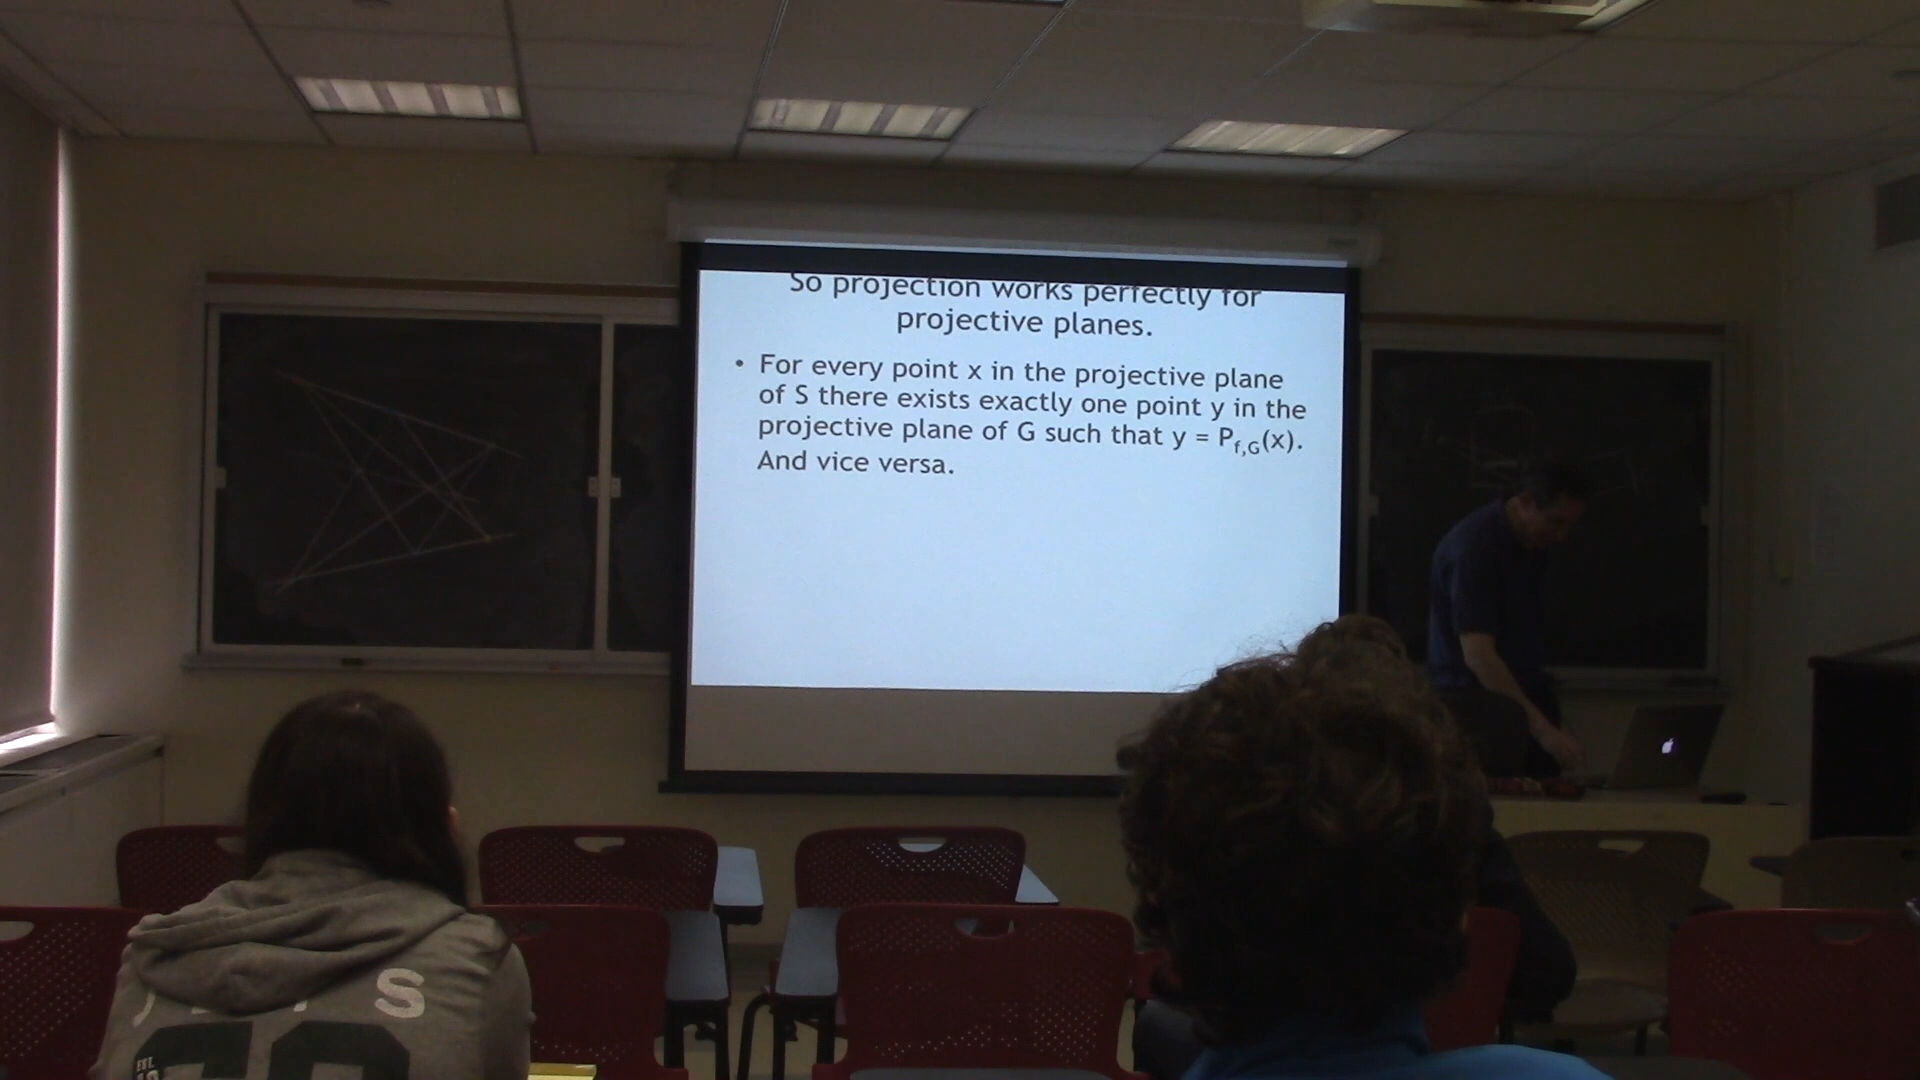 So projection works perfectly for
projective planes.
• For every point x in the projective plane
of S there exists exactly one point y in the
projective plane of G such that y = P_{f,G}(x).
And vice versa.
S